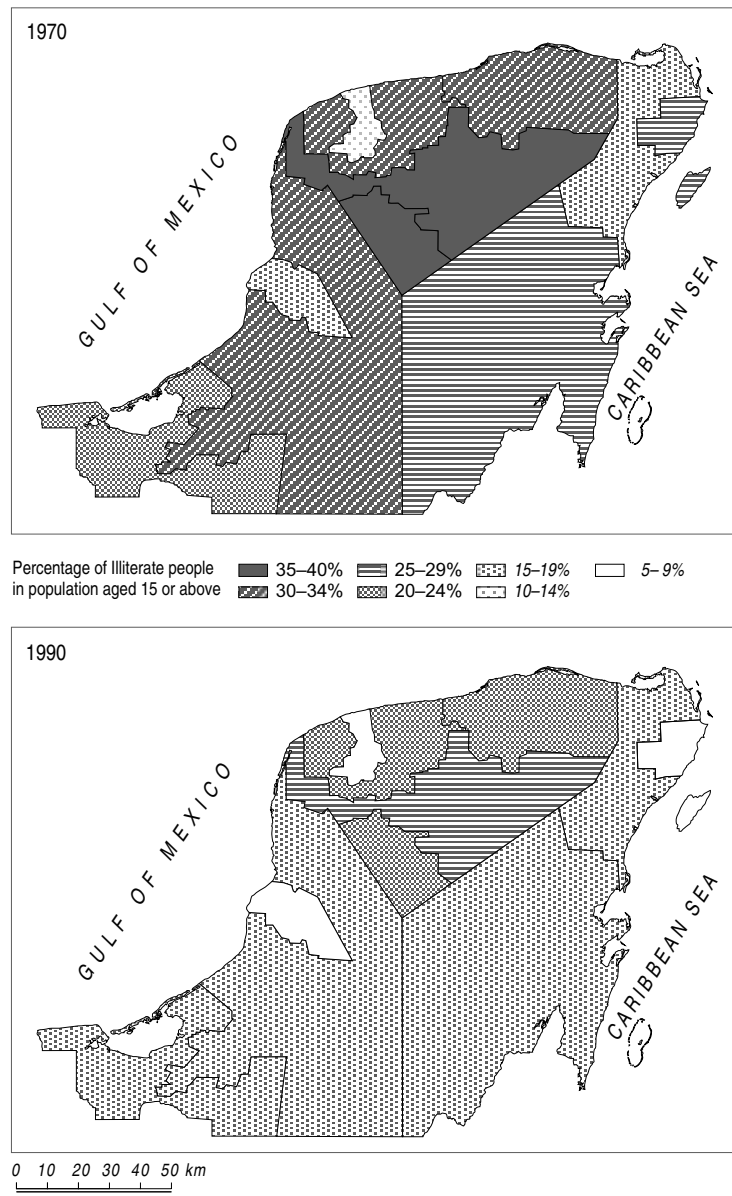 1970
GULF OF MEXICO
CARIBBEAN SEA
Percentage of Illiterate people
in population aged 15 or above
35–40%
25–29%
15–19%
5–9%
30–34%
20–24%
10–14%
1990
GULF OF MEXICO
CARIBBEAN SEA
0 10 20 30 40 50 km